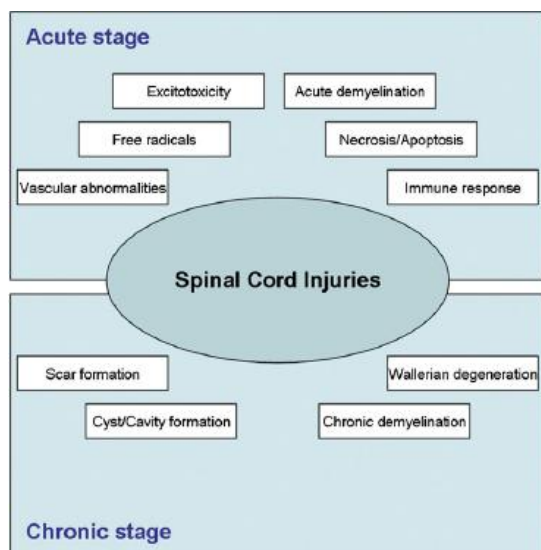 Acute stage
Excitotoxicity
Acute demyelination
Free radicals
Necrosis/Apoptosis
Vascular abnormalities
Immune response
Spinal Cord Injuries
Scar formation
Wallerian degeneration
Cyst/Cavity formation
Chronic demyelination
Chronic stage